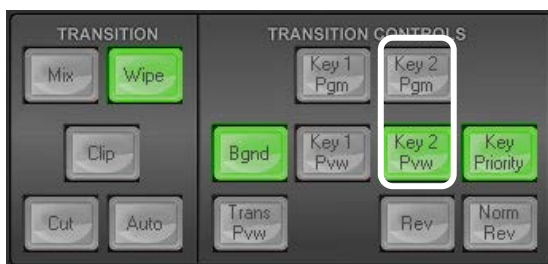 TRANSITION
Mix
Wipe
Clip
Cut
Auto
TRANSITION CONTROLS
Key 1
Pgm
Key 2
Pgm
Bgnd
Key 1
Pvw
Key 2
Pvw
Key
Priority
Trans
Pvw
Rev
Norm
Rev